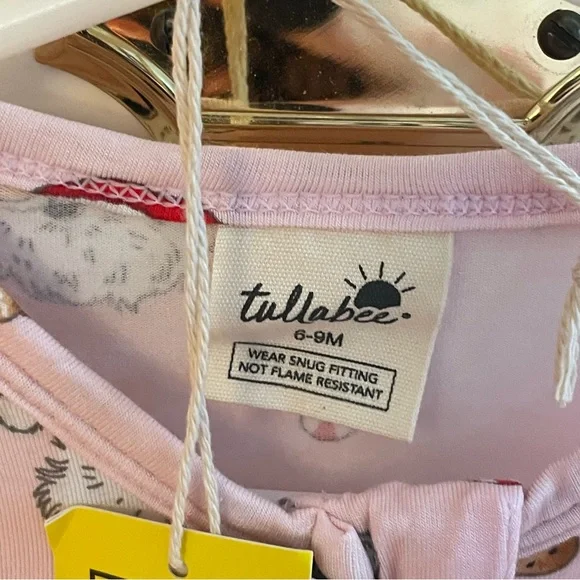 tullabee.
6-9M
WEAR SNUG FITTING
NOT FLAME RESISTANT